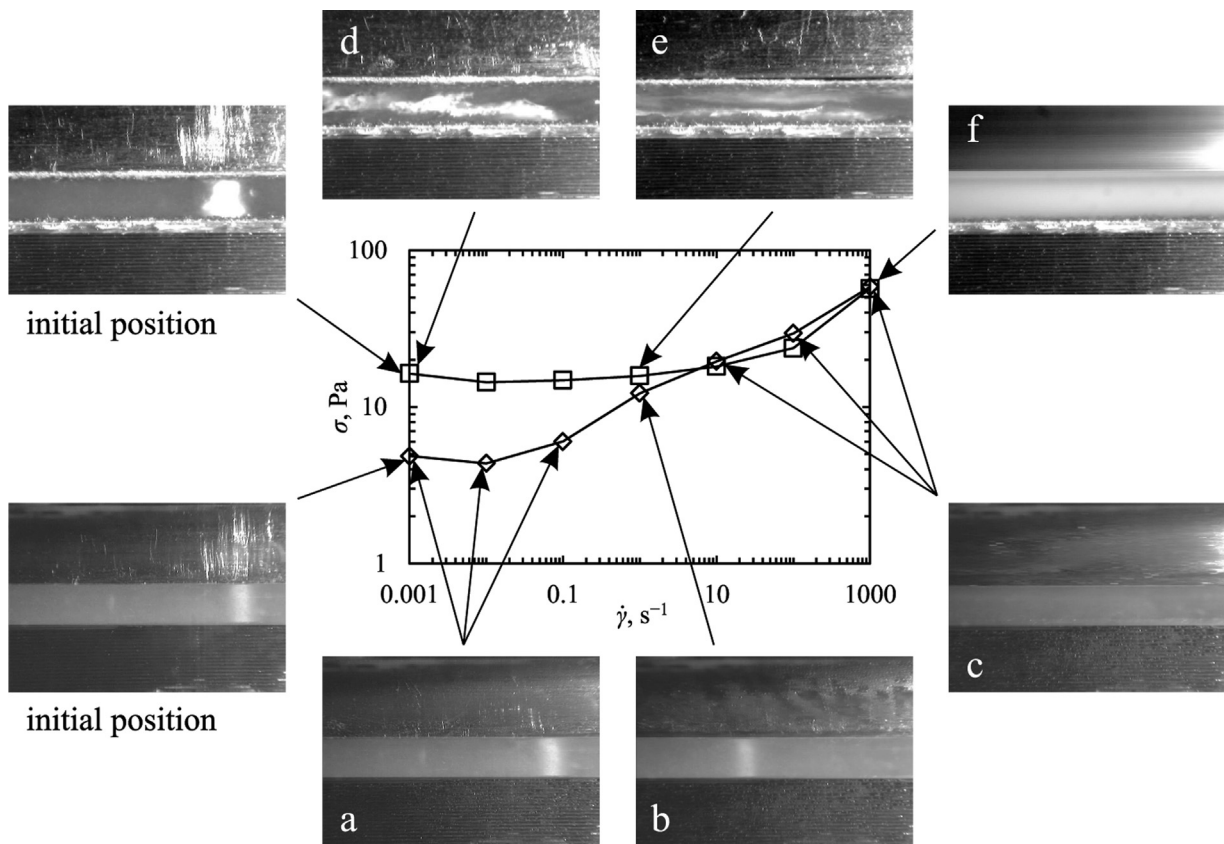 d
e
f
initial position
100
10
1
σ, Pa
0.001
0.1
10
1000
γ̇, s⁻¹
initial position
a
b
c